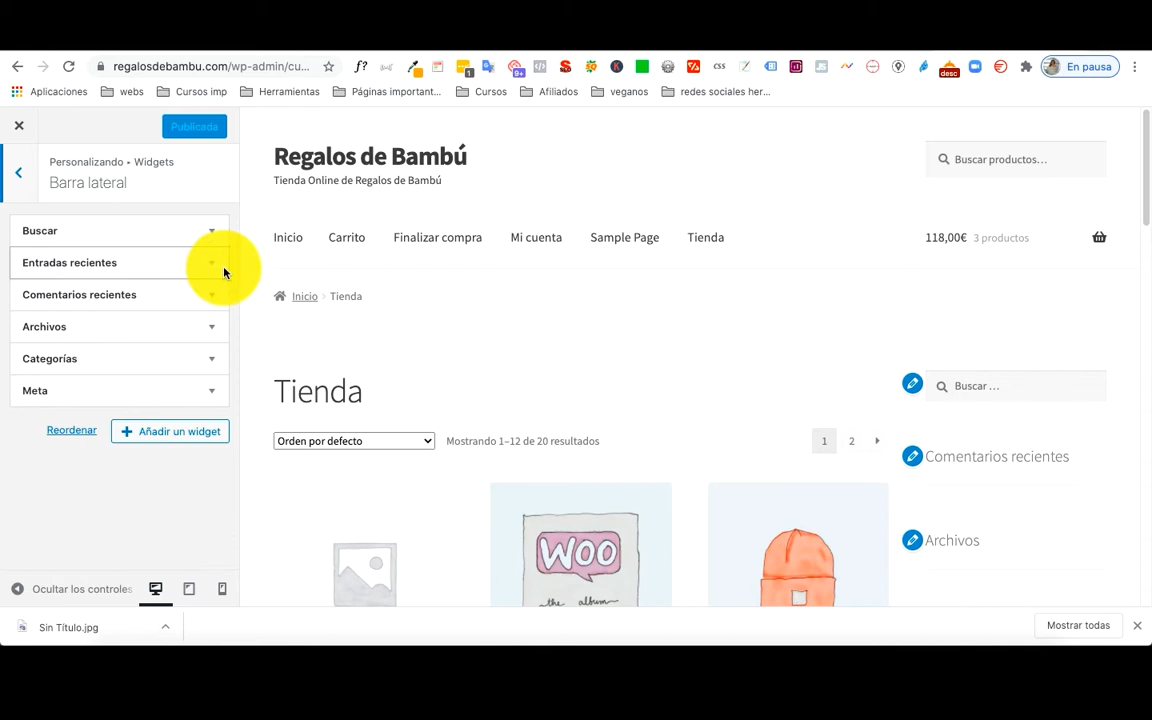 regalosdebambu.com/wp-admin/cu...
f?
1
9+
css
desc
En pausa
Aplicaciones
webs
Cursos imp
Herramientas
Páginas important...
Cursos
Afiliados
veganos
redes sociales her...
Publicada
Personalizando ▸ Widgets
Barra lateral
Buscar
Entradas recientes
Comentarios recientes
Archivos
Categorías
Meta
Reordenar
Añadir un widget
Ocultar los controles
Regalos de Bambú
Tienda Online de Regalos de Bambú
Buscar productos…
Inicio
Carrito
Finalizar compra
Mi cuenta
Sample Page
Tienda
118,00€ 3 productos
Inicio › Tienda
Tienda
Buscar …
Orden por defecto
Mostrando 1–12 de 20 resultados
1
2
Comentarios recientes
Archivos
WOO
the album
Sin Título.jpg
Mostrar todas